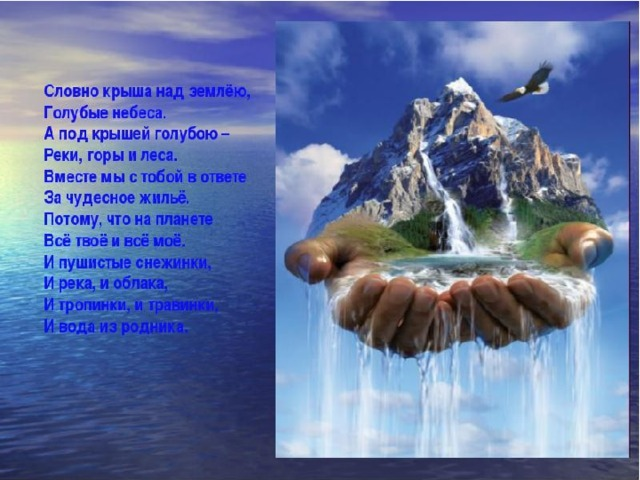 Словно крыша над землёю,
Голубые небеса.
А под крышей голубою –
Реки, горы и леса.
Вместе мы с тобой в ответе
За чудесное жильё.
Потому, что на планете
Всё твоё и всё моё.
И пушистые снежинки,
И река, и облака,
И тропинки, и травинки,
И вода из родника.